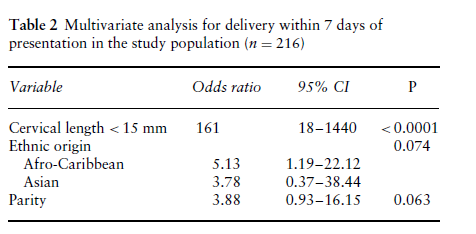 Table 2 Multivariate analysis for delivery within 7 days of
presentation in the study population (n = 216)
Variable Odds ratio 95% CI P
Cervical length < 15 mm 161 18–1440 < 0.0001
Ethnic origin 0.074
Afro-Caribbean 5.13 1.19–22.12
Asian 3.78 0.37–38.44
Parity 3.88 0.93–16.15 0.063